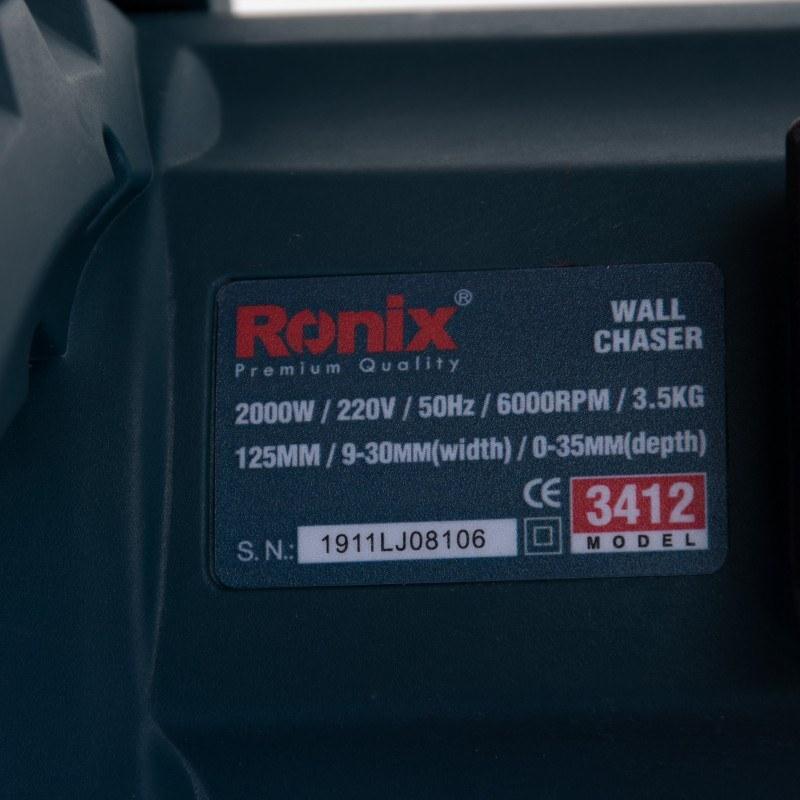 Ronix®
Premium Quality
WALL
CHASER
2000W / 220V / 50Hz / 6000RPM / 3.5KG
125MM / 9-30MM(width) / 0-35MM(depth)
CE
3412
MODEL
S. N.: 1911LJ08106